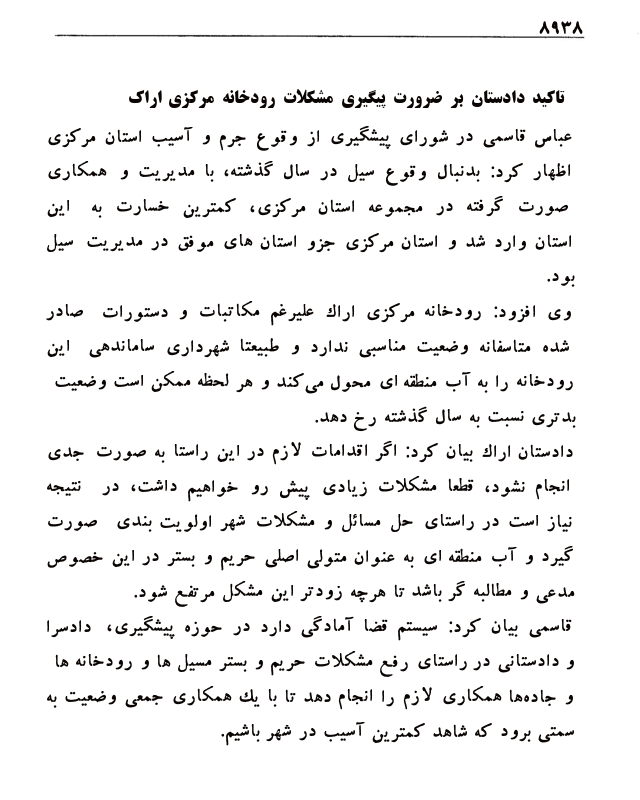 ۸۹۳۸
تاکید دادستان بر ضرورت پیگیری مشکلات رودخانه مرکزی اراک
عباس قاسمی در شورای پیشگیری از وقوع جرم و آسیب استان مرکزی
اظهار کرد: بدنبال وقوع سیل در سال گذشته، با مدیریت و همکاری
صورت گرفته در مجموعه استان مرکزی، کمترین خسارت به این
استان وارد شد و استان مرکزی جزو استان های موفق در مدیریت سیل
بود.
وی افزود: رودخانه مرکزی اراك علیرغم مکاتبات و دستورات صادر
شده متاسفانه وضعیت مناسبی ندارد و طبیعتا شهرداری ساماندهی این
رودخانه را به آب منطقه ای محول می‌کند و هر لحظه ممکن است وضعیت
بدتری نسبت به سال گذشته رخ دهد.
دادستان اراك بیان کرد: اگر اقدامات لازم در این راستا به صورت جدی
انجام نشود، قطعا مشکلات زیادی پیش رو خواهیم داشت، در نتیجه
نیاز است در راستای حل مسائل و مشکلات شهر اولویت بندی صورت
گیرد و آب منطقه ای به عنوان متولی اصلی حریم و بستر در این خصوص
مدعی و مطالبه گر باشد تا هرچه زودتر این مشکل مرتفع شود.
قاسمی بیان کرد: سیستم قضا آمادگی دارد در حوزه پیشگیری، دادسرا
و دادستانی در راستای رفع مشکلات حریم و بستر مسیل ها و رودخانه ها
و جاده‌ها همکاری لازم را انجام دهد تا با یك همکاری جمعی وضعیت به
سمتی برود که شاهد کمترین آسیب در شهر باشیم.